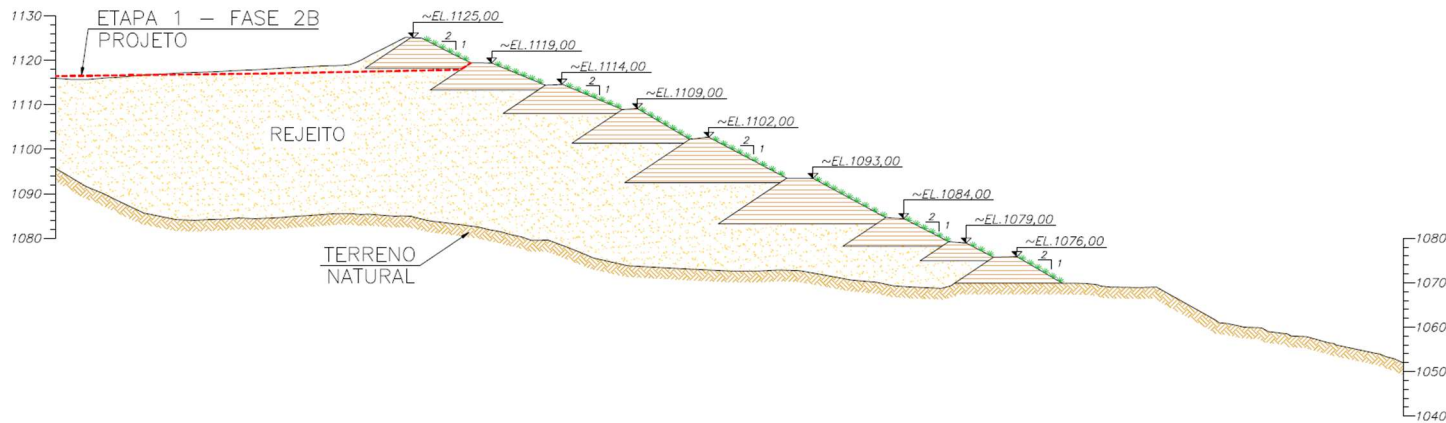 ETAPA 1 – FASE 2B
PROJETO
~EL.1125,00
~EL.1119,00
~EL.1114,00
~EL.1109,00
~EL.1102,00
~EL.1093,00
~EL.1084,00
~EL.1079,00
~EL.1076,00
2
1
2
1
2
1
2
1
2
1
REJEITO
TERRENO
NATURAL
1130
1120
1110
1100
1090
1080
1080
1070
1060
1050
1040